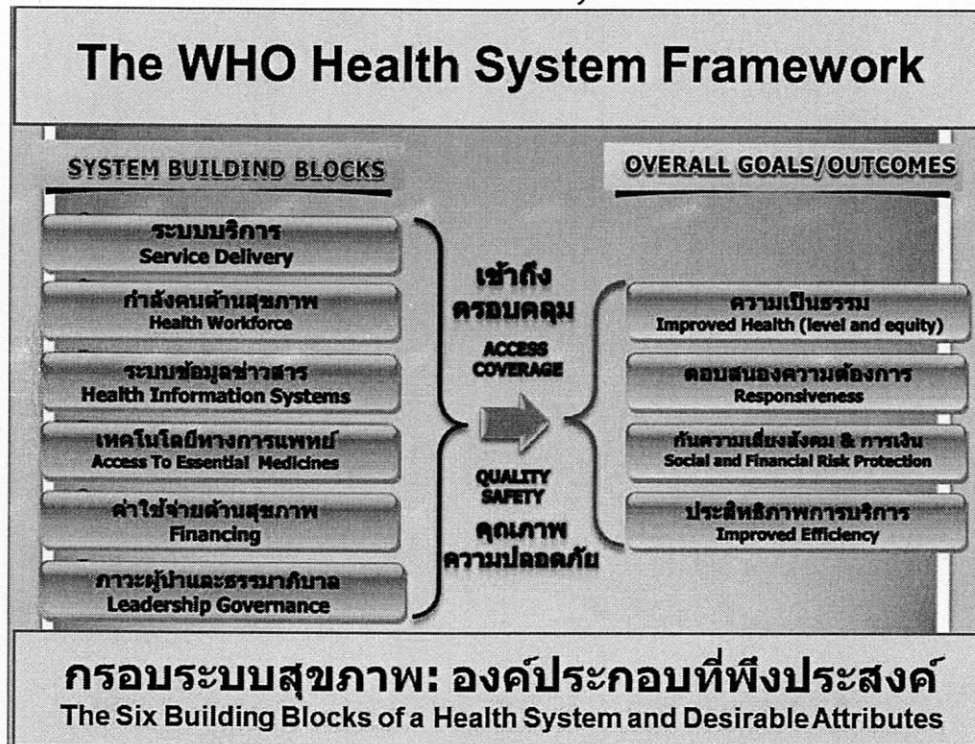 The WHO Health System Framework
SYSTEM BUILDIND BLOCKS
ระบบบริการ
Service Delivery
กำลังคนด้านสุขภาพ
Health Workforce
ระบบข้อมูลข่าวสาร
Health Information Systems
เทคโนโลยีทางการแพทย์
Access To Essential Medicines
ค่าใช้จ่ายด้านสุขภาพ
Financing
ภาวะผู้นำและธรรมาภิบาล
Leadership Governance
เข้าถึง
ครอบคลุม
ACCESS
COVERAGE
QUALITY
SAFETY
คุณภาพ
ความปลอดภัย
OVERALL GOALS/OUTCOMES
ความเป็นธรรม
Improved Health (level and equity)
ตอบสนองความต้องการ
Responsiveness
กันความเสี่ยงสังคม & การเงิน
Social and Financial Risk Protection
ประสิทธิภาพการบริการ
Improved Efficiency
กรอบระบบสุขภาพ: องค์ประกอบที่พึงประสงค์
The Six Building Blocks of a Health System and Desirable Attributes